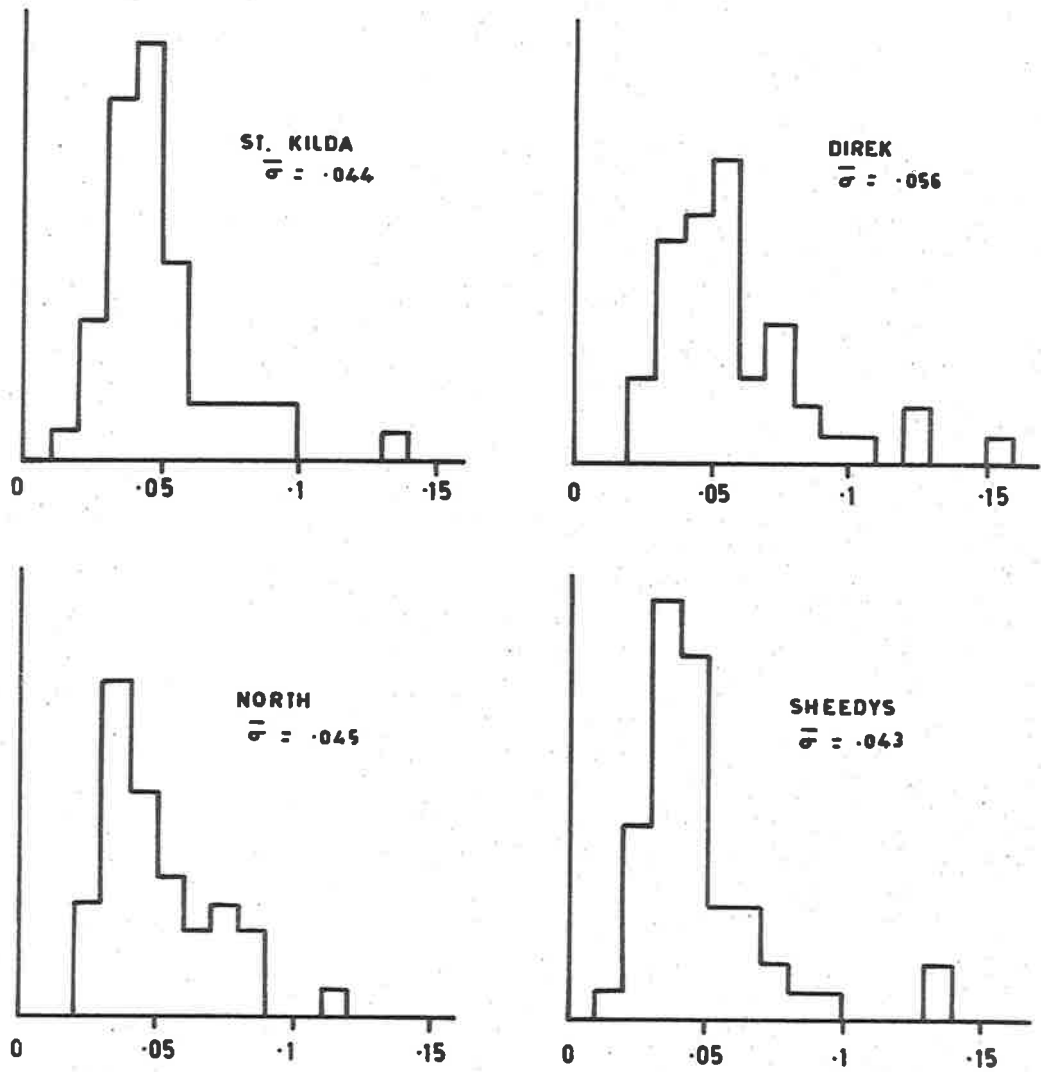 ST. KILDA
σ̅ = ·044
0 ·05 ·1 ·15
DIREK
σ̅ = ·056
0 ·05 ·1 ·15
NORTH
σ̅ = ·045
0 ·05 ·1 ·15
SHEEDYS
σ̅ = ·043
0 ·05 ·1 ·15